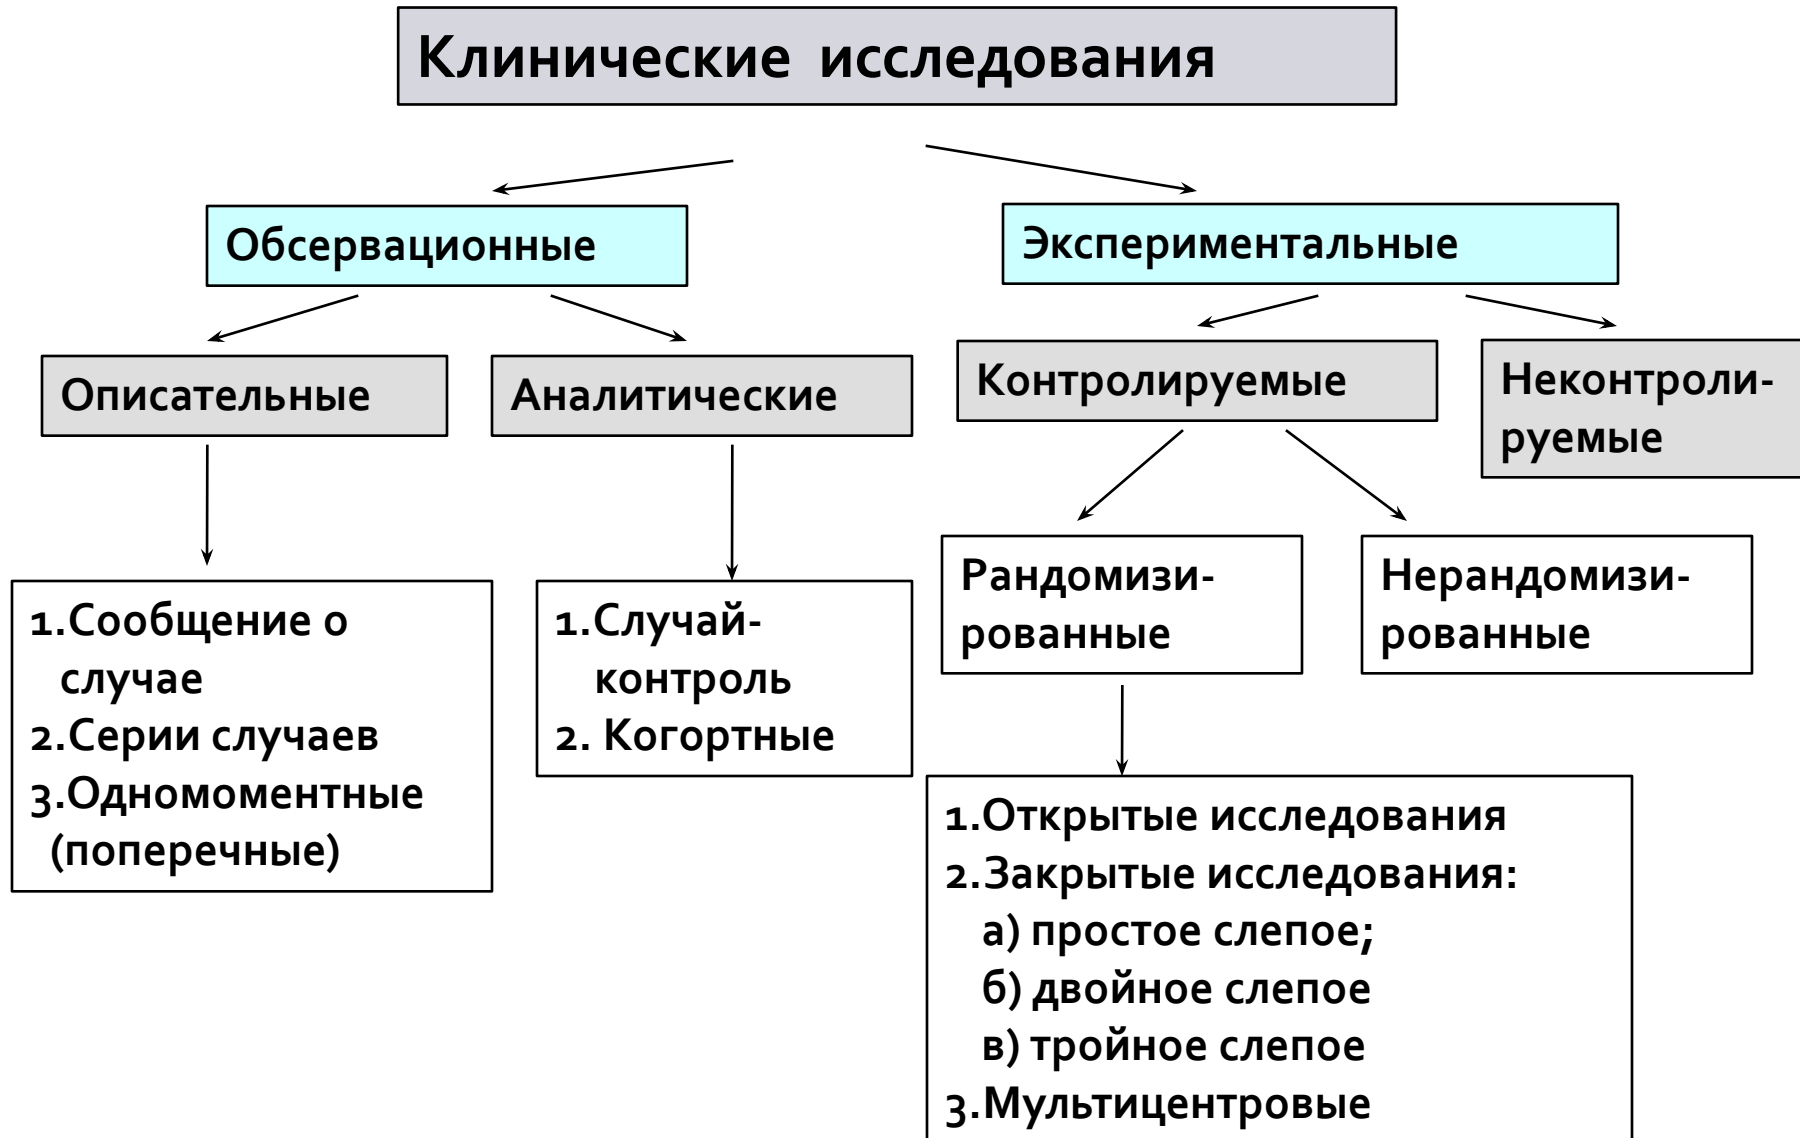 Клинические исследования
Обсервационные
Экспериментальные
Описательные
Аналитические
Контролируемые
Неконтроли-
руемые
1.Сообщение о
случае
2.Серии случаев
3.Одномоментные
(поперечные)
1.Случай-
контроль
2. Когортные
Рандомизи-
рованные
Нерандомизи-
рованные
1.Открытые исследования
2.Закрытые исследования:
а) простое слепое;
б) двойное слепое
в) тройное слепое
3.Мультицентровые